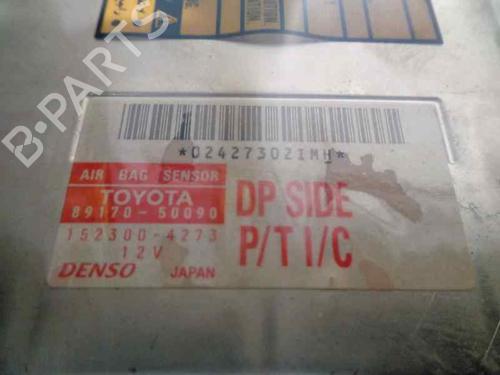 *024273021MH*
AIR BAG SENSOR
TOYOTA
89170-50090
152300-4273
12V
DENSO JAPAN
DP SIDE
P/T I/C
B-PARTS